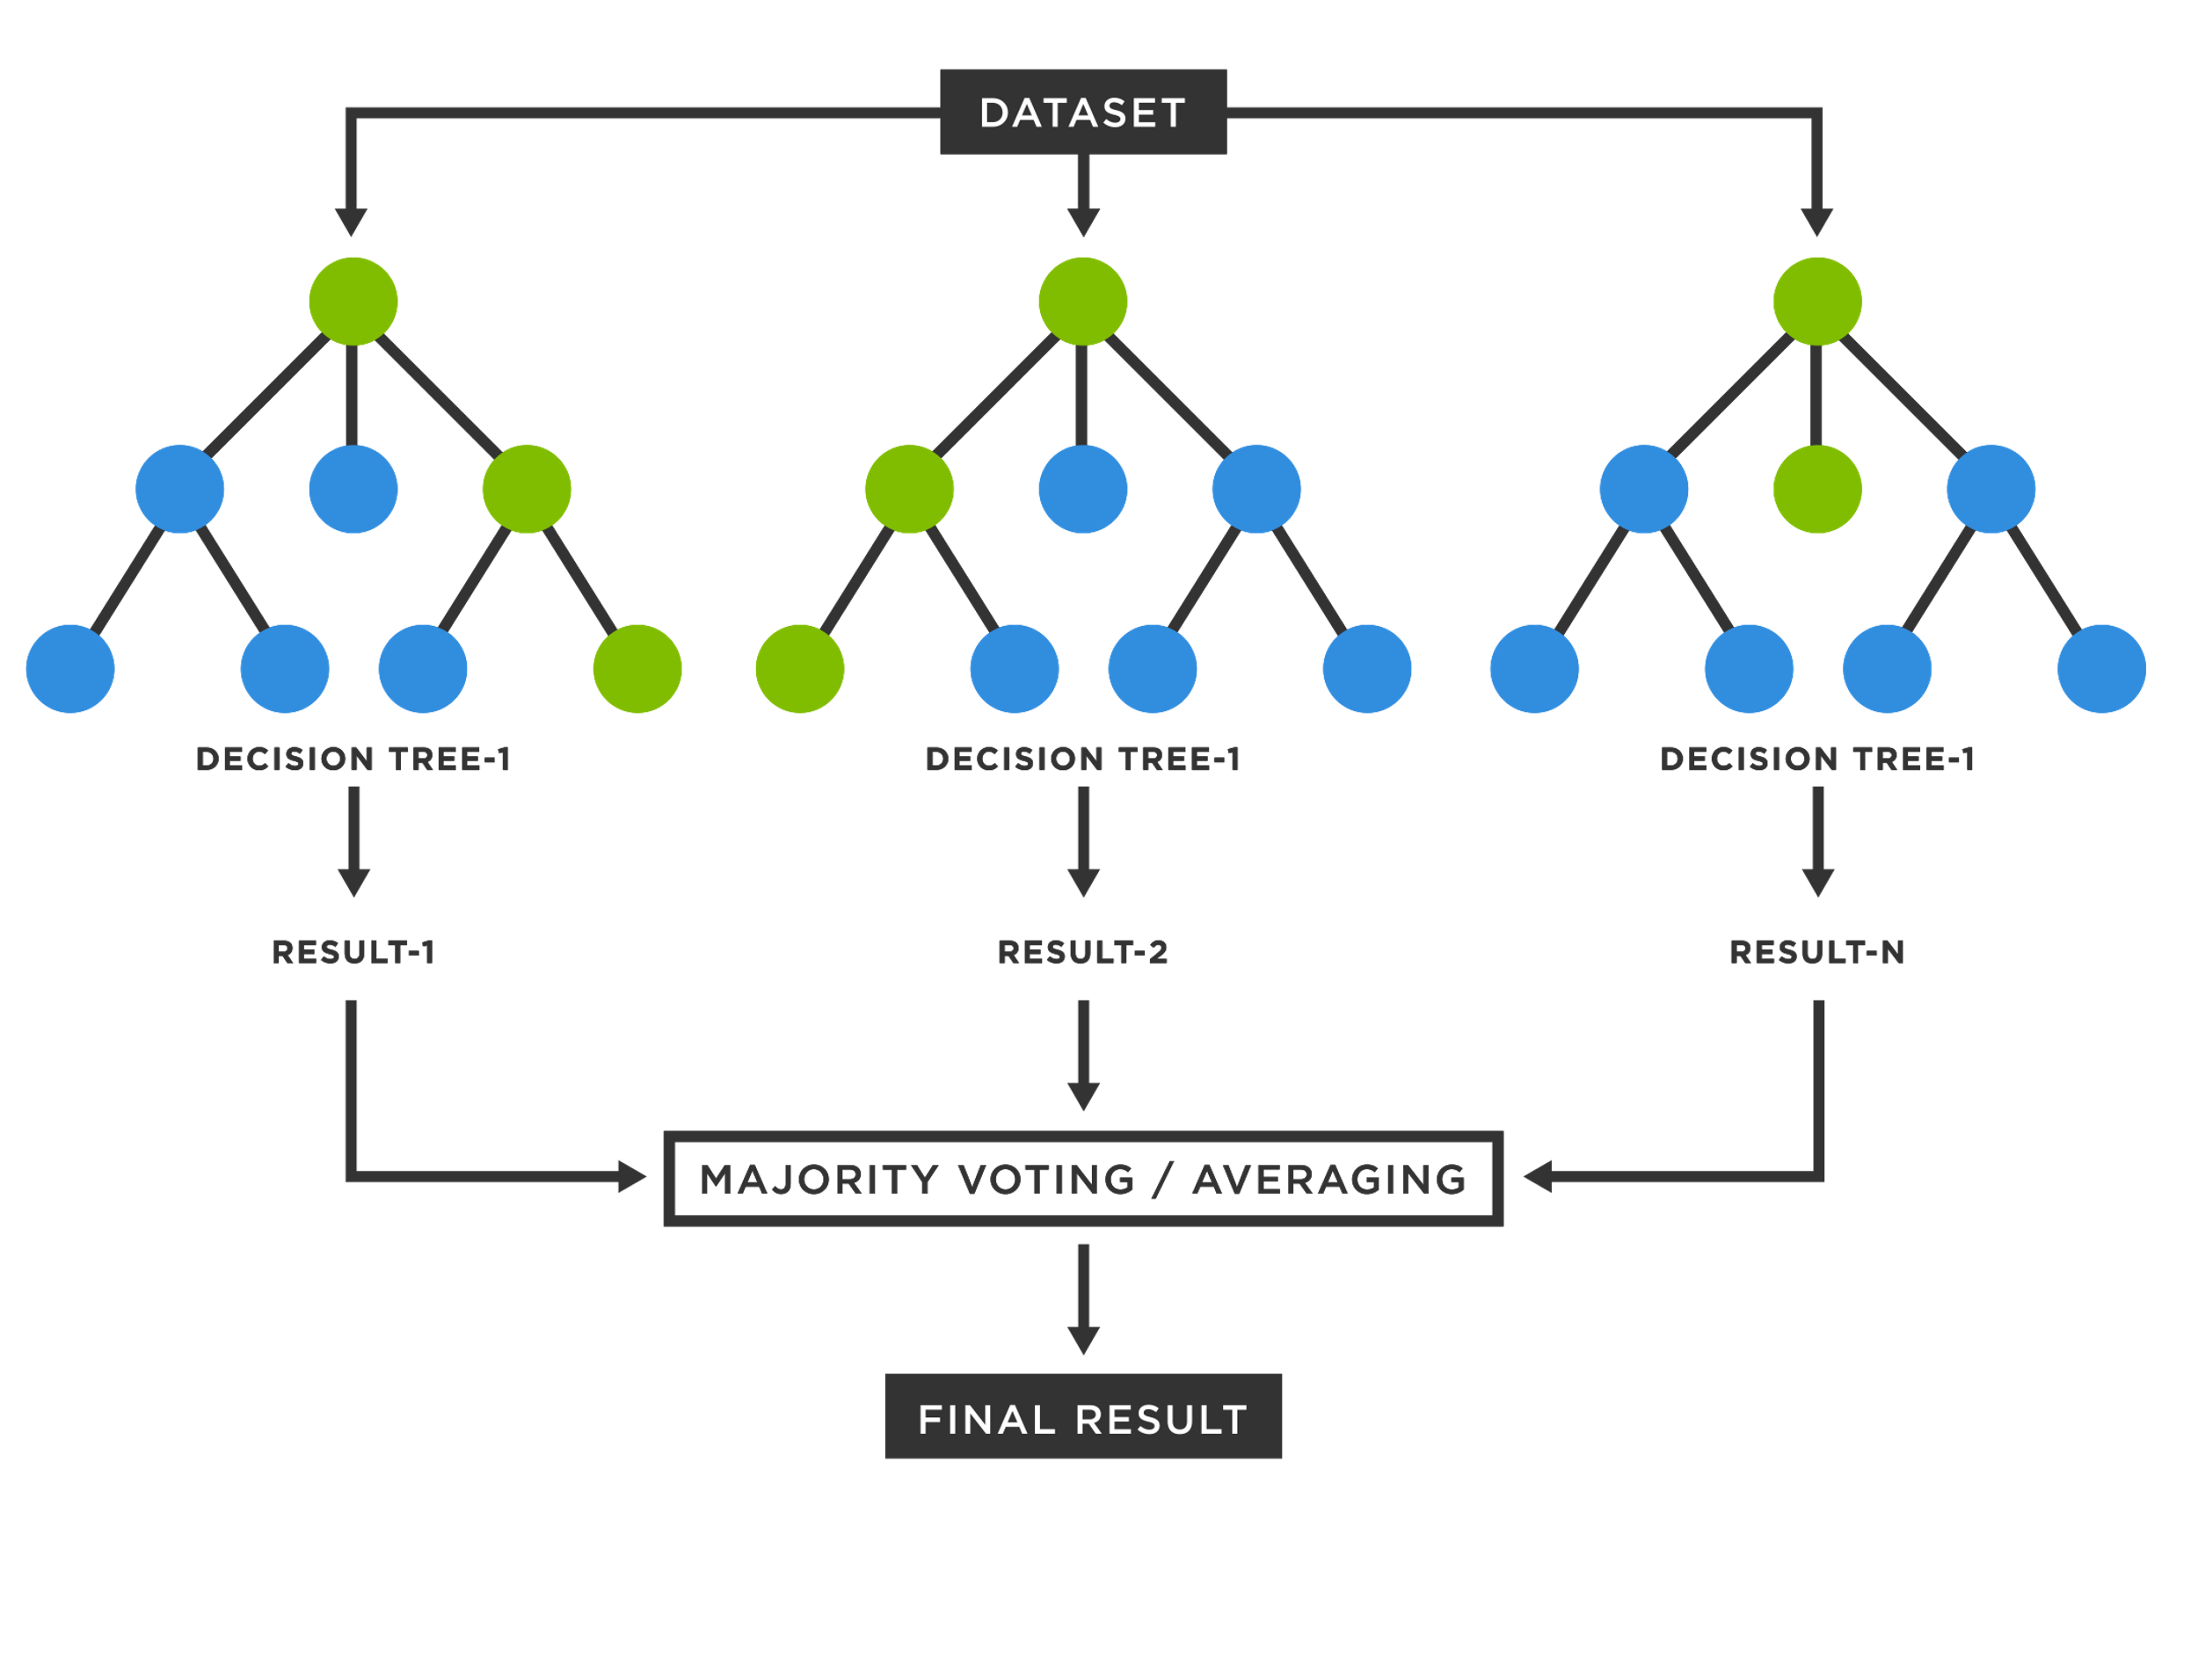 DATASET
DECISION TREE-1
DECISION TREE-1
DECISION TREE-1
RESULT-1
RESULT-2
RESULT-N
MAJORITY VOTING / AVERAGING
FINAL RESULT